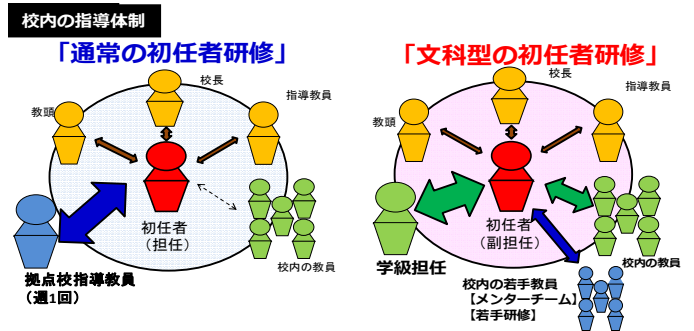 校内の指導体制
「通常の初任者研修」
校長
教頭
指導教員
初任者
（担任）
拠点校指導教員
（週1回）
校内の教員
「文科型の初任者研修」
校長
教頭
指導教員
初任者
（副担任）
学級担任
校内の教員
校内の若手教員
【メンターチーム】
【若手研修】